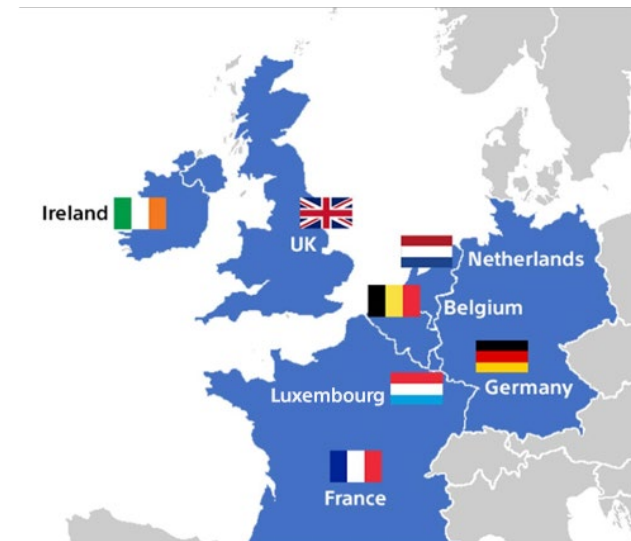 Ireland
UK
Netherlands
Belgium
Luxembourg
Germany
France